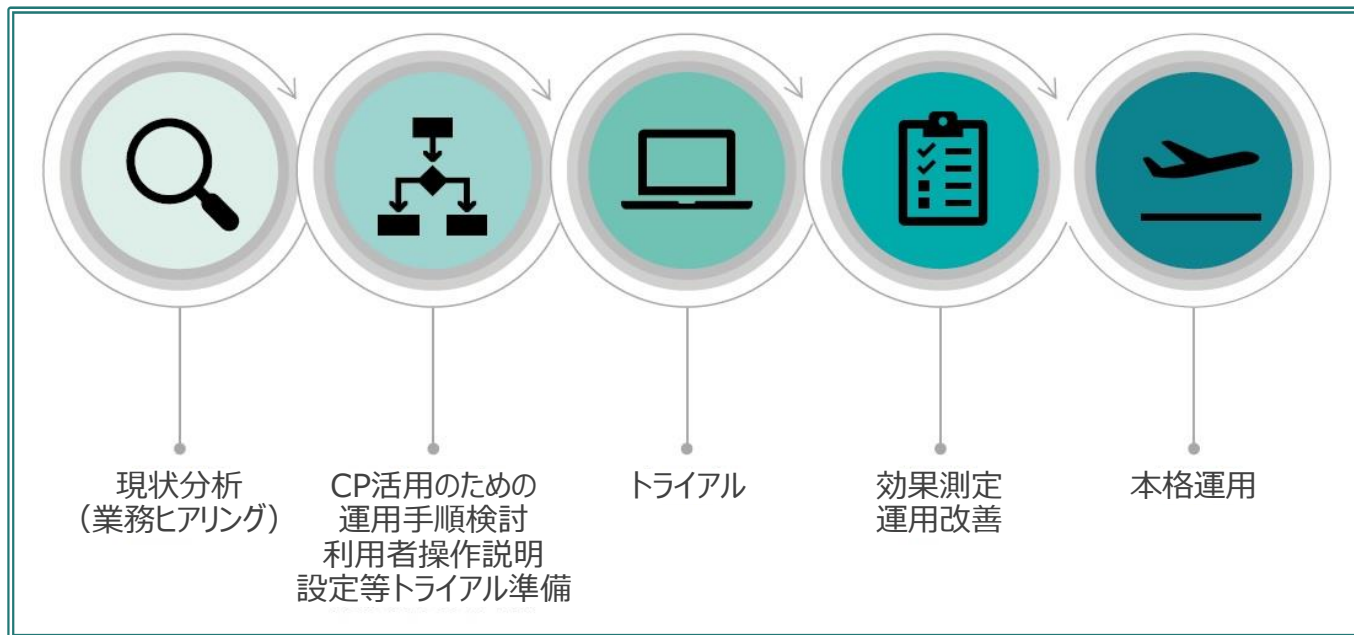 現状分析
（業務ヒアリング）
CP活用のための
運用手順検討
利用者操作説明
設定等トライアル準備
トライアル
効果測定
運用改善
本格運用